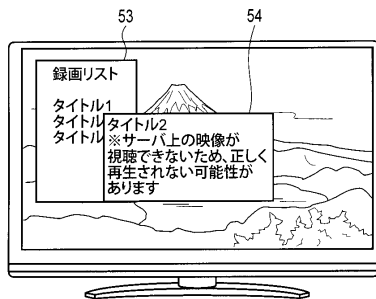 53
54
録画リスト
タイトル1
タイトル
タイトル
タイトル2
※サーバ上の映像が
視聴できないため、正しく
再生されない可能性が
あります